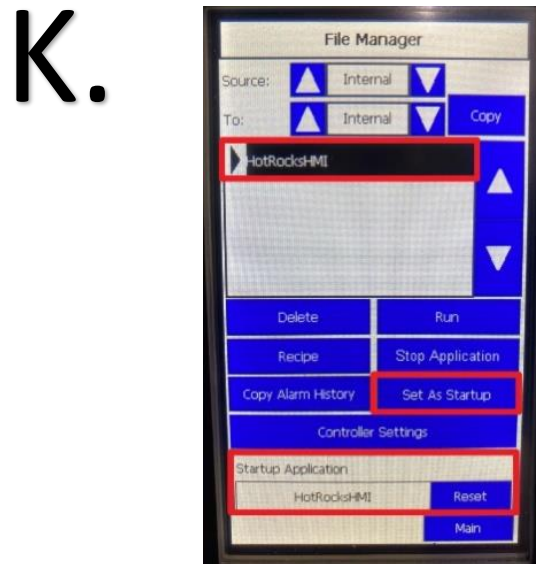 K.
File Manager
Source: Internal
To: Internal Copy
HotRocksHMI
Delete Run
Recipe Stop Application
Copy Alarm History Set As Startup
Controller Settings
Startup Application
HotRocksHMI Reset
Main